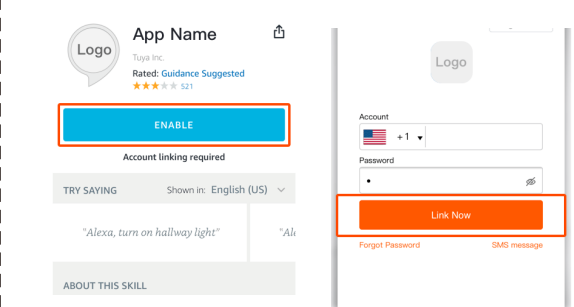 Logo
App Name
Tuya Inc.
Rated: Guidance Suggested
521
ENABLE
Account linking required
TRY SAYING
Shown in: English (US)
"Alexa, turn on hallway light"
"Al
ABOUT THIS SKILL
Logo
Account
+1
Password
Link Now
Forgot Password
SMS message